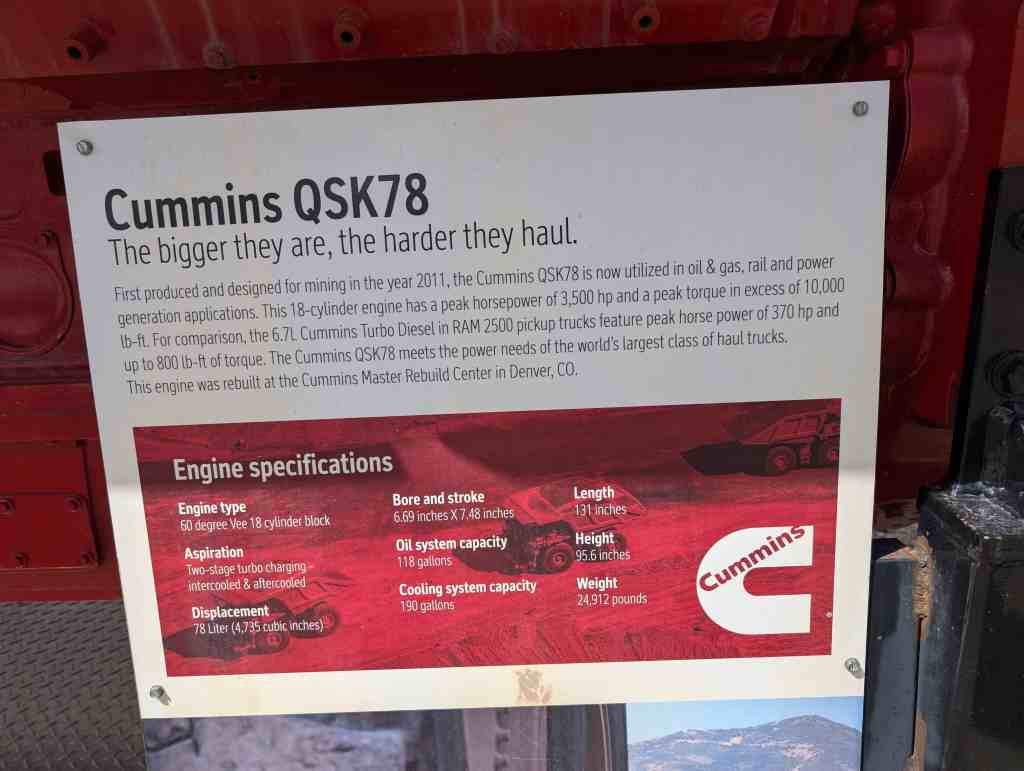 Cummins QSK78
The bigger they are, the harder they haul.
First produced and designed for mining in the year 2011, the Cummins QSK78 is now utilized in oil & gas, rail and power
generation applications. This 18-cylinder engine has a peak horsepower of 3,500 hp and a peak torque in excess of 10,000
lb-ft. For comparison, the 6.7L Cummins Turbo Diesel in RAM 2500 pickup trucks feature peak horse power of 370 hp and
up to 800 lb-ft of torque. The Cummins QSK78 meets the power needs of the world's largest class of haul trucks.
This engine was rebuilt at the Cummins Master Rebuild Center in Denver, CO.
Engine specifications
Engine type
60 degree Vee 18 cylinder block
Aspiration
Two-stage turbo charging -
intercooled & aftercooled
Displacement
78 Liter (4,735 cubic inches)
Bore and stroke
6.69 inches X 7.48 inches
Oil system capacity
118 gallons
Cooling system capacity
190 gallons
Length
131 inches
Height
95.6 inches
Weight
24,912 pounds
Cummins